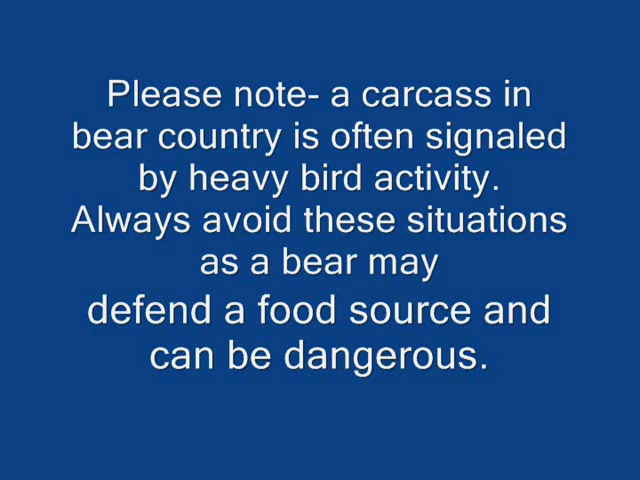 Please note- a carcass in
bear country is often signaled
by heavy bird activity.
Always avoid these situations
as a bear may
defend a food source and
can be dangerous.